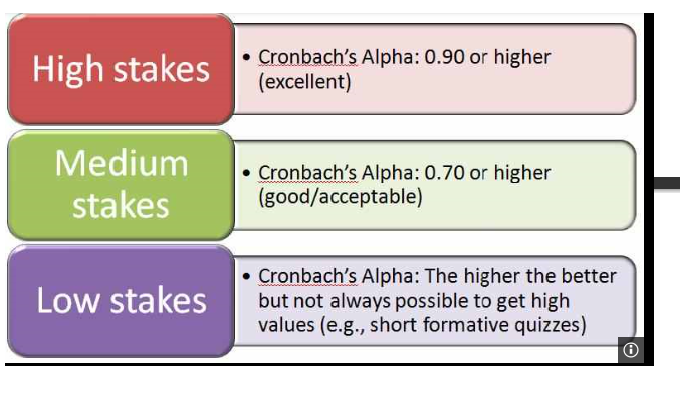 High stakes
• Cronbach's Alpha: 0.90 or higher
(excellent)
Medium
stakes
• Cronbach's Alpha: 0.70 or higher
(good/acceptable)
Low stakes
• Cronbach's Alpha: The higher the better
but not always possible to get high
values (e.g., short formative quizzes)